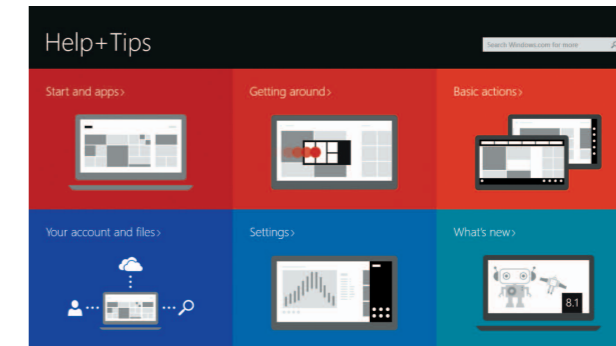 Help+Tips
Search Windows.com for more
Start and apps>
Getting around>
Basic actions>
Your account and files>
Settings>
What's new>
8.1